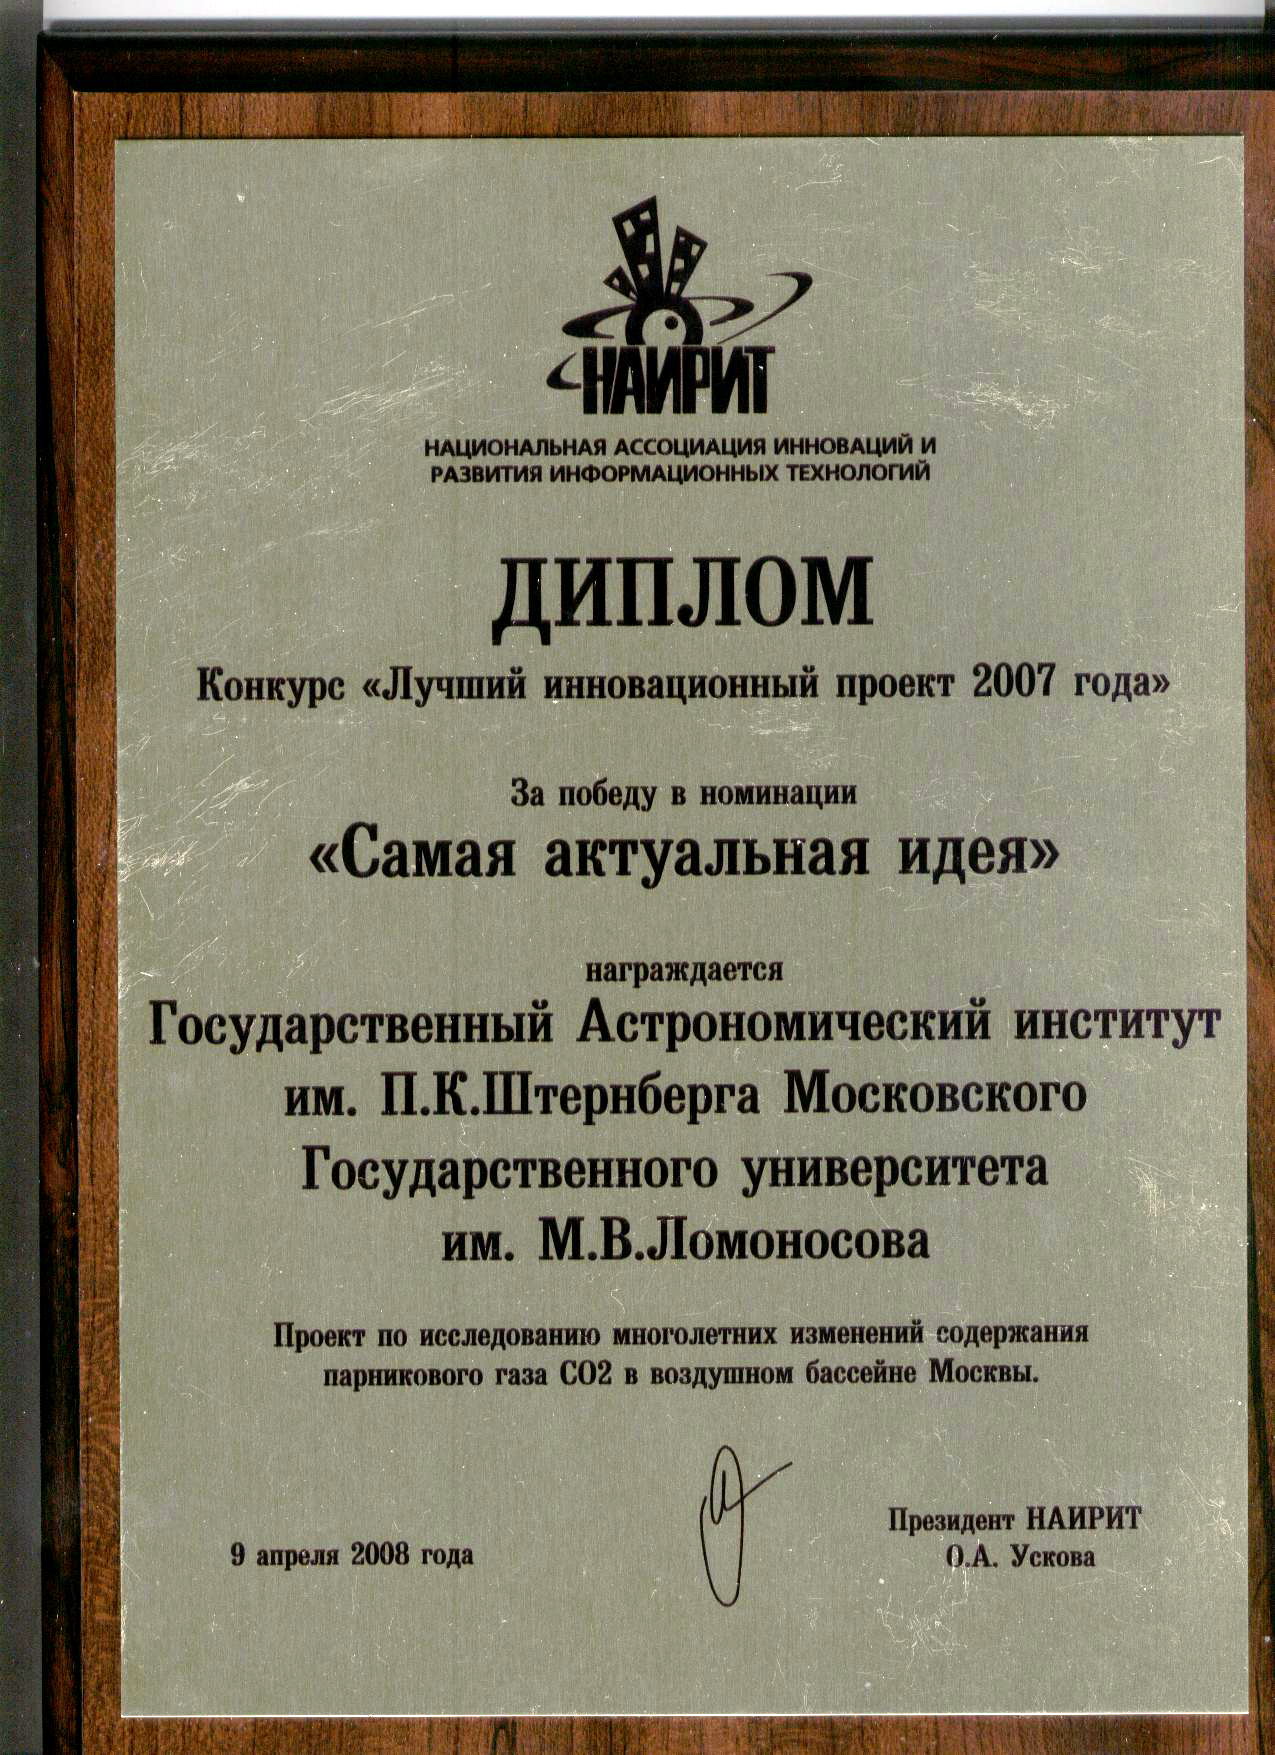 НАИРИТ
НАЦИОНАЛЬНАЯ АССОЦИАЦИЯ ИННОВАЦИЙ И
РАЗВИТИЯ ИНФОРМАЦИОННЫХ ТЕХНОЛОГИЙ
ДИПЛОМ
Конкурс «Лучший инновационный проект 2007 года»
За победу в номинации
«Самая актуальная идея»
награждается
Государственный Астрономический институт
им. П.К.Штернберга Московского
Государственного университета
им. М.В.Ломоносова
Проект по исследованию многолетних изменений содержания
парникового газа СО2 в воздушном бассейне Москвы.
Президент НАИРИТ
9 апреля 2008 года
О.А. Ускова